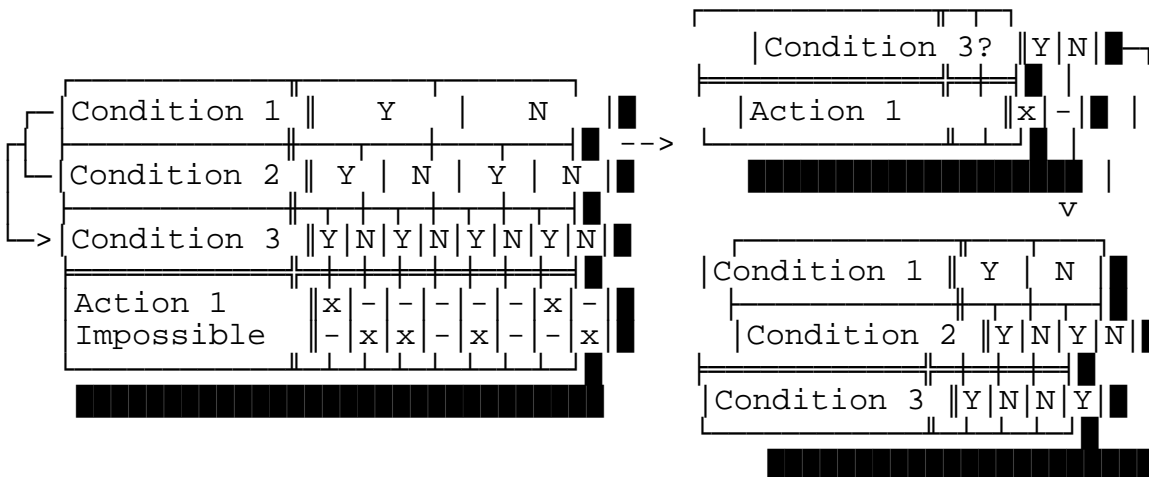 Condition 3? Y N
Condition 1 Y N
Action 1 x -
-->
Condition 2 Y N Y N
v
Condition 3 Y N Y N Y N Y N
Condition 1 Y N
Action 1 x - - - - - x -
Impossible - x x - x - - x
Condition 2 Y N Y N
Condition 3 Y N N Y